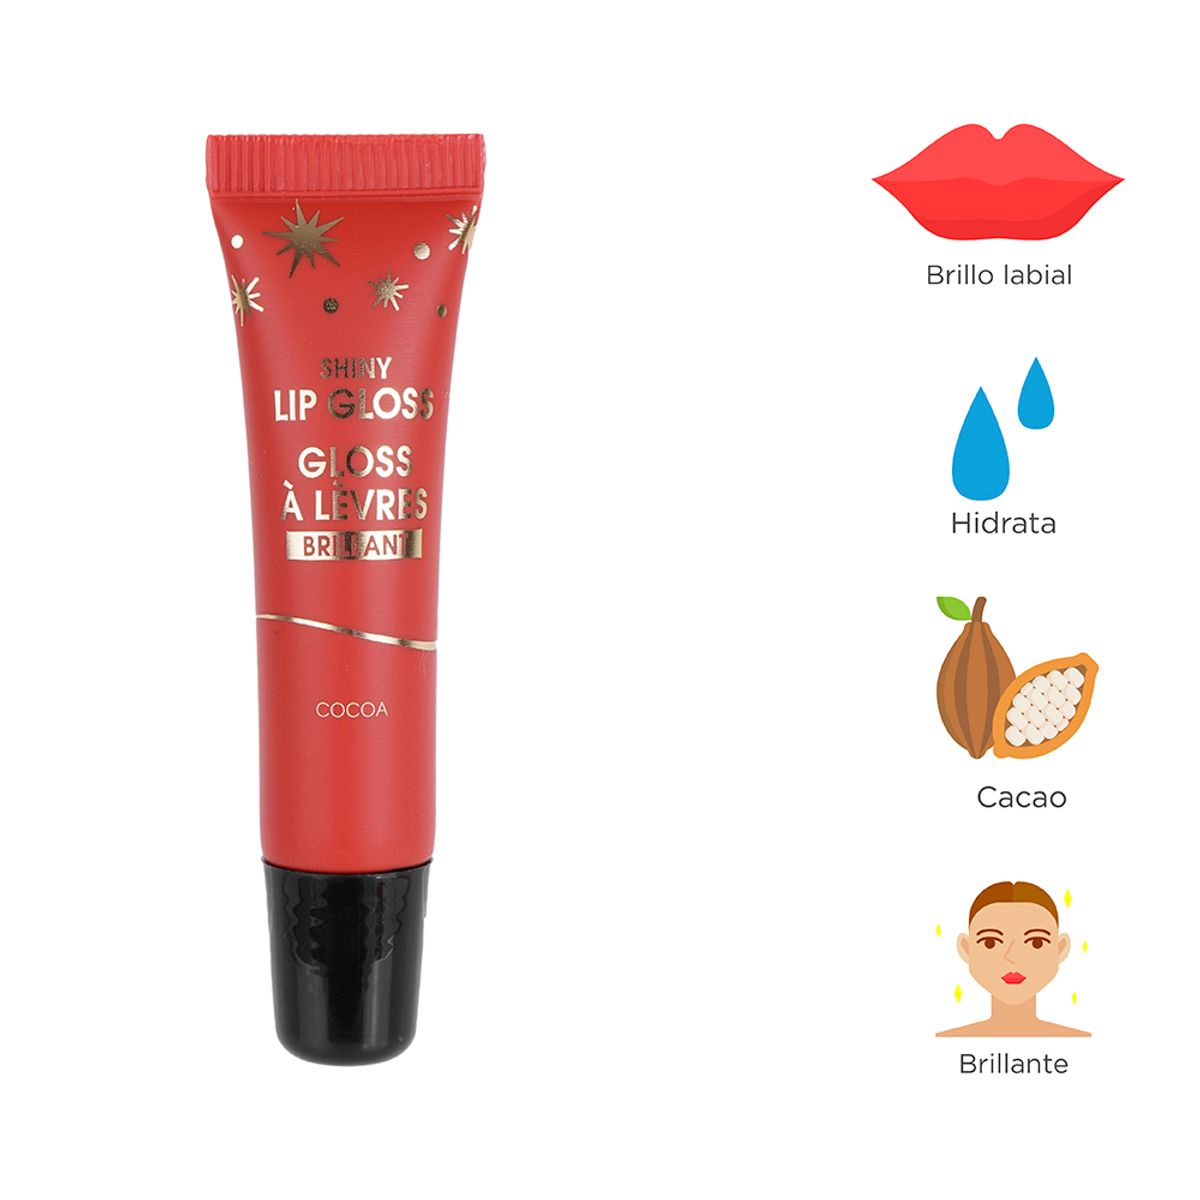 SHINY
LIP GLOSS
GLOSS
À LÈVRES
BRILLANT
COCOA
Brillo labial
Hidrata
Cacao
Brillante